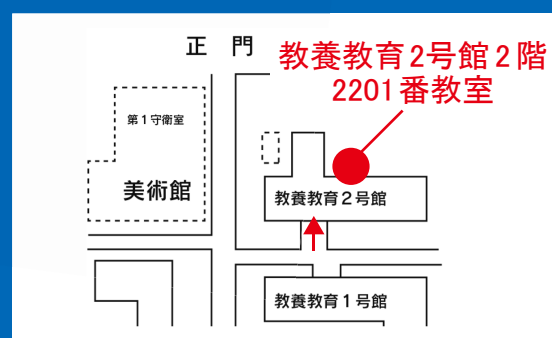 正 門
教養教育2号館2階
2201番教室
第1守衛室
美術館
教養教育2号館
教養教育1号館